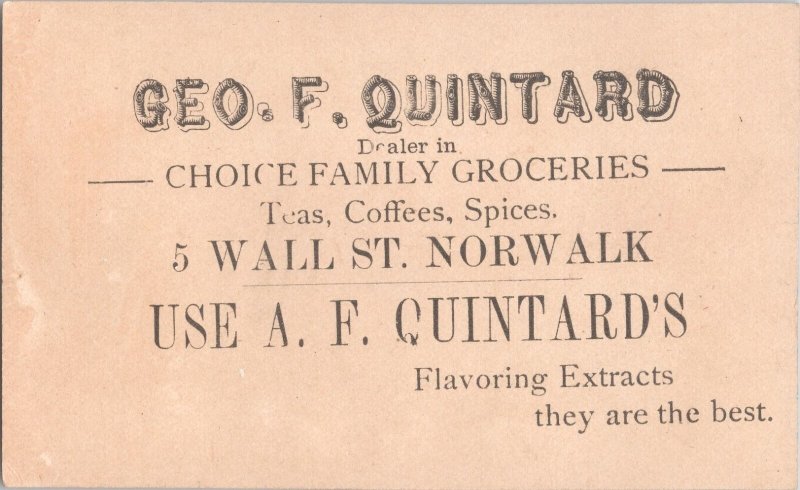 GEO. F. QUINTARD
Dealer in
CHOICE FAMILY GROCERIES
Teas, Coffees, Spices.
5 WALL ST. NORWALK
USE A. F. QUINTARD'S
Flavoring Extracts
they are the best.